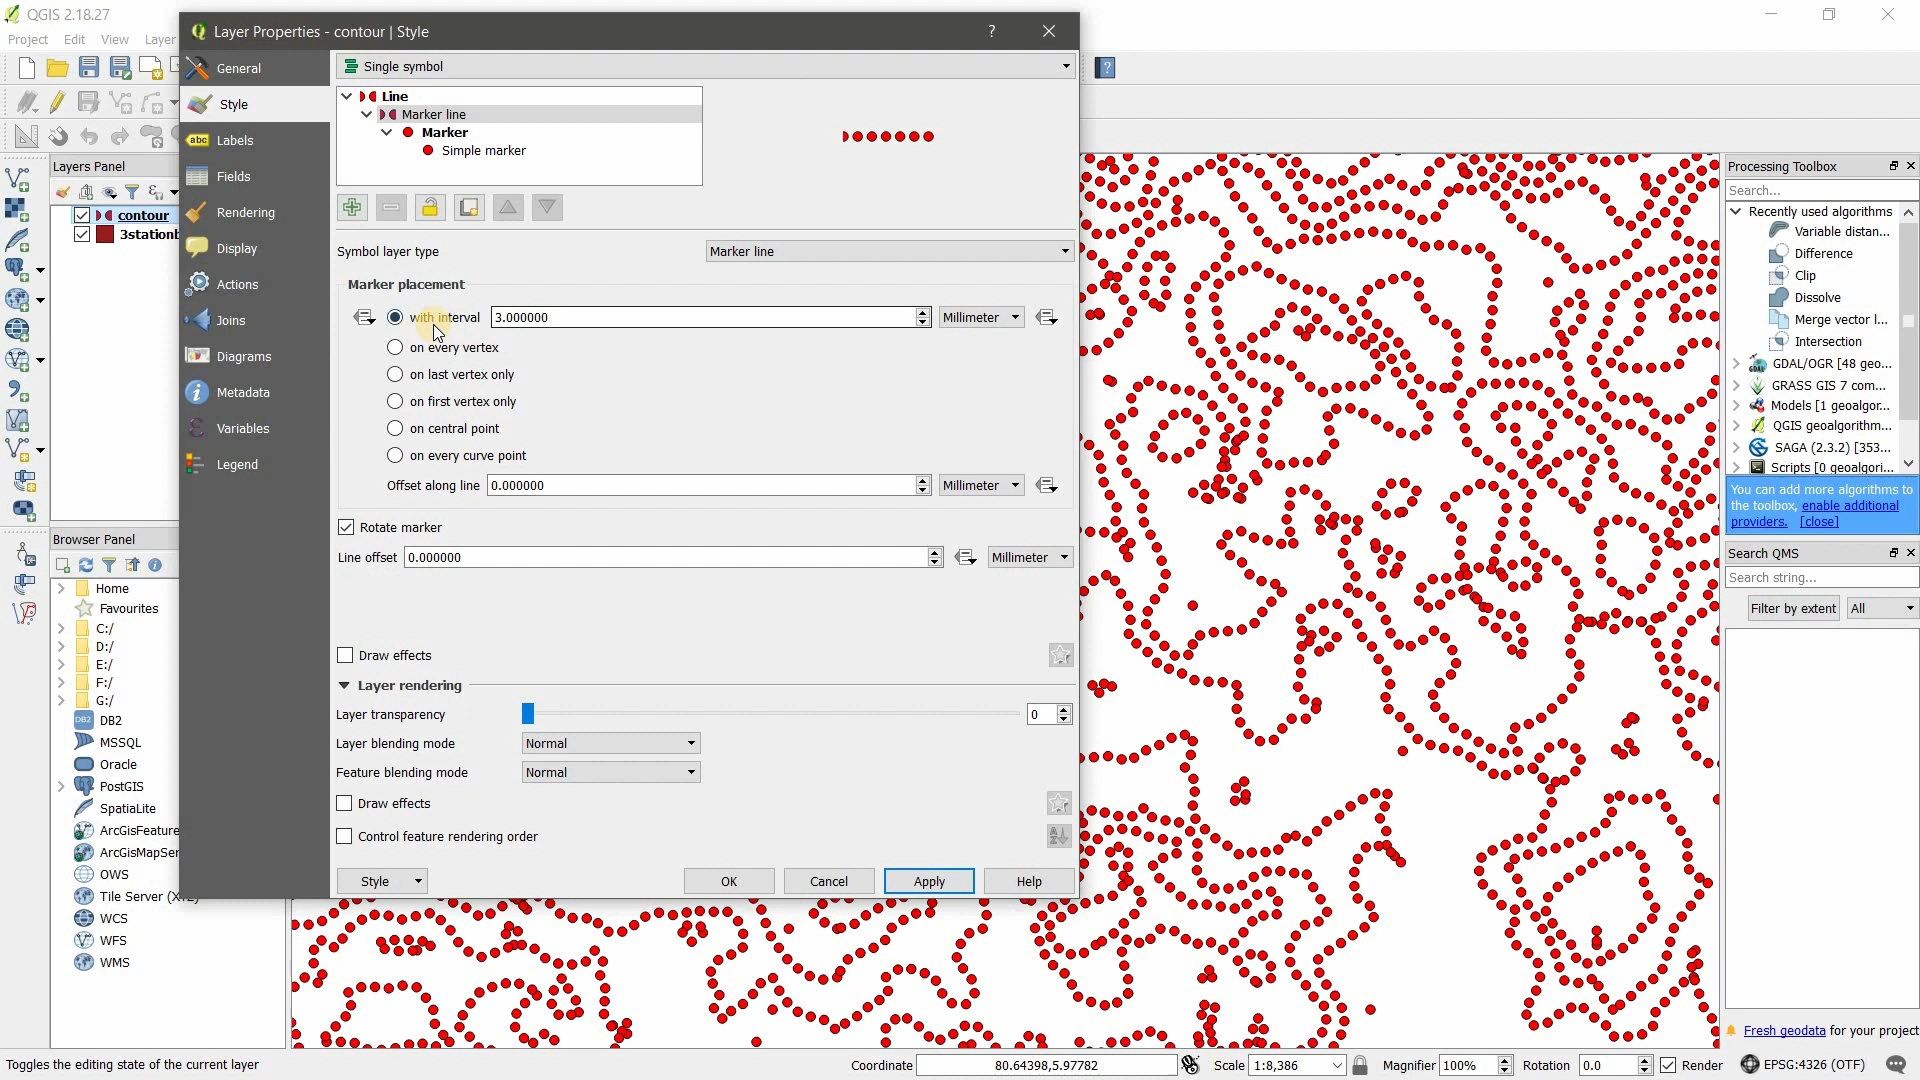 QGIS 2.18.27
Project Edit View Layer
Layer Properties - contour | Style
?
General
Style
Labels
Fields
Rendering
Display
Actions
Joins
Diagrams
Metadata
Variables
Legend
Single symbol
Line
Marker line
Marker
Simple marker
Symbol layer type Marker line
Marker placement
with interval 3.000000 Millimeter
on every vertex
on last vertex only
on first vertex only
on central point
on every curve point
Offset along line 0.000000 Millimeter
Rotate marker
Line offset 0.000000 Millimeter
Draw effects
Layer rendering
Layer transparency 0
Layer blending mode Normal
Feature blending mode Normal
Draw effects
Control feature rendering order
Style OK Cancel Apply Help
Layers Panel
contour
3station
Browser Panel
Home
Favourites
C:/
D:/
E:/
F:/
G:/
DB2
MSSQL
Oracle
PostGIS
SpatiaLite
ArcGisFeature
ArcGisMapSer
OWS
Tile Server (XYZ)
WCS
WFS
WMS
Processing Toolbox
Search...
Recently used algorithms
Variable distan...
Difference
Clip
Dissolve
Merge vector l...
Intersection
GDAL/OGR [48 geo...
GRASS GIS 7 com...
Models [1 geoalgor...
QGIS geoalgorithm...
SAGA (2.3.2) [353...
Scripts [0 geoalgori...
You can add more algorithms to
the toolbox, enable additional
providers. [close]
Search QMS
Search string...
Filter by extent All
Fresh geodata for your project
Toggles the editing state of the current layer
Coordinate 80.64398,5.97782 Scale 1:8,386 Magnifier 100% Rotation 0.0 Render EPSG:4326 (OTF)